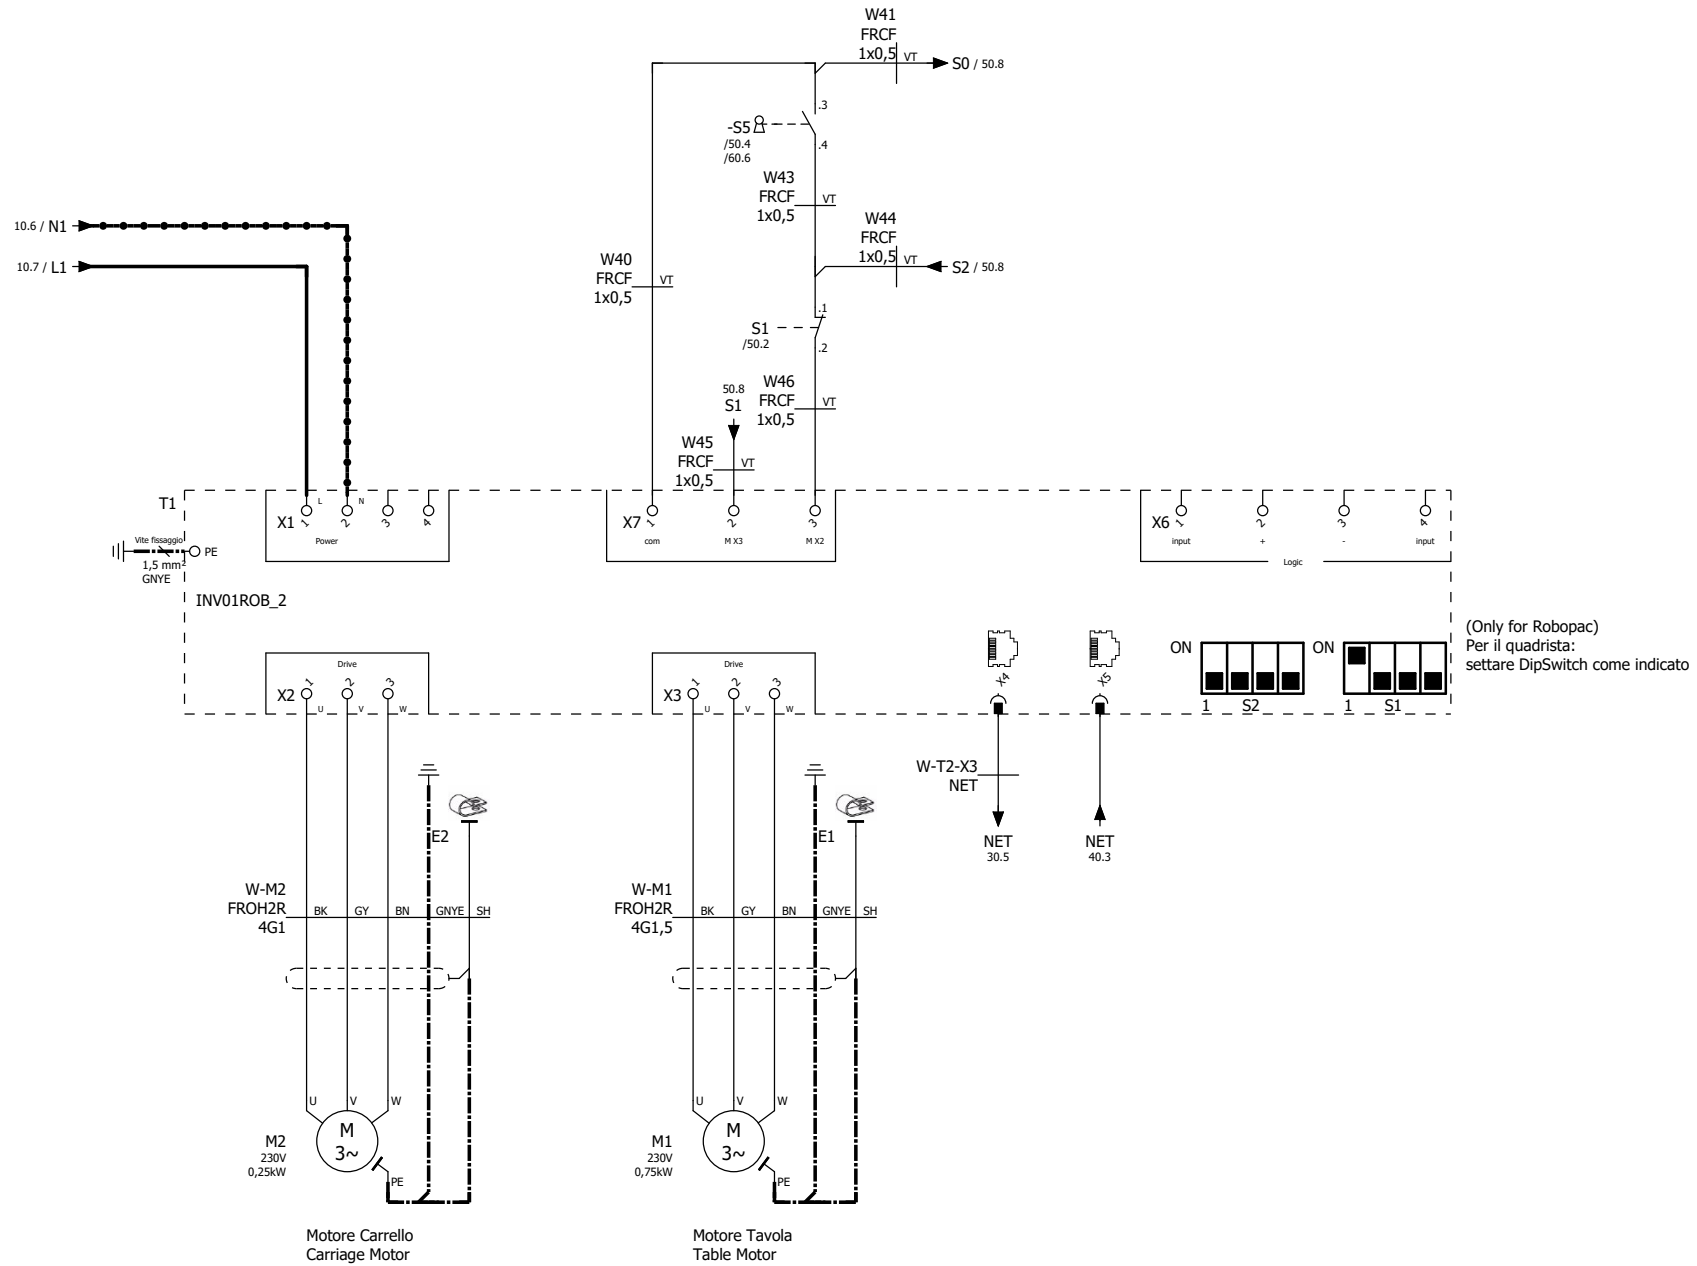 W41
FRCF
1x0,5 VT
S0 / 50.8
.3
-S5
/50.4
/60.6
.4
W43
FRCF VT
1x0,5
10.6 / N1
W44
FRCF
1x0,5 VT
S2 / 50.8
10.7 / L1
W40
FRCF VT
1x0,5
.1
S1
/50.2
.2
50.8
S1
W46
FRCF VT
1x0,5
W45
FRCF VT
1x0,5
T1
L N
X1 1 2 3 4
Power
X7 1 2 3
com M X3 M X2
X6 1 2 3 4
input + - input
Logic
Vite fissaggio
PE
1,5 mm²
GNYE
INV01ROB_2
(Only for Robopac)
Per il quadrista:
settare DipSwitch come indicato
ON
ON
1 S2
1 S1
Drive
X2 1 2 3
U V W
Drive
X3 1 2 3
U V W
X4
X5
W-T2-X3
NET
NET
30.5
NET
40.3
E2
E1
W-M2
FROH2R BK GY BN GNYE SH
4G1
W-M1
FROH2R BK GY BN GNYE SH
4G1,5
U V W
M
3~
M2
230V
0,25kW
PE
U V W
M
3~
M1
230V
0,75kW
PE
Motore Carrello
Carriage Motor
Motore Tavola
Table Motor